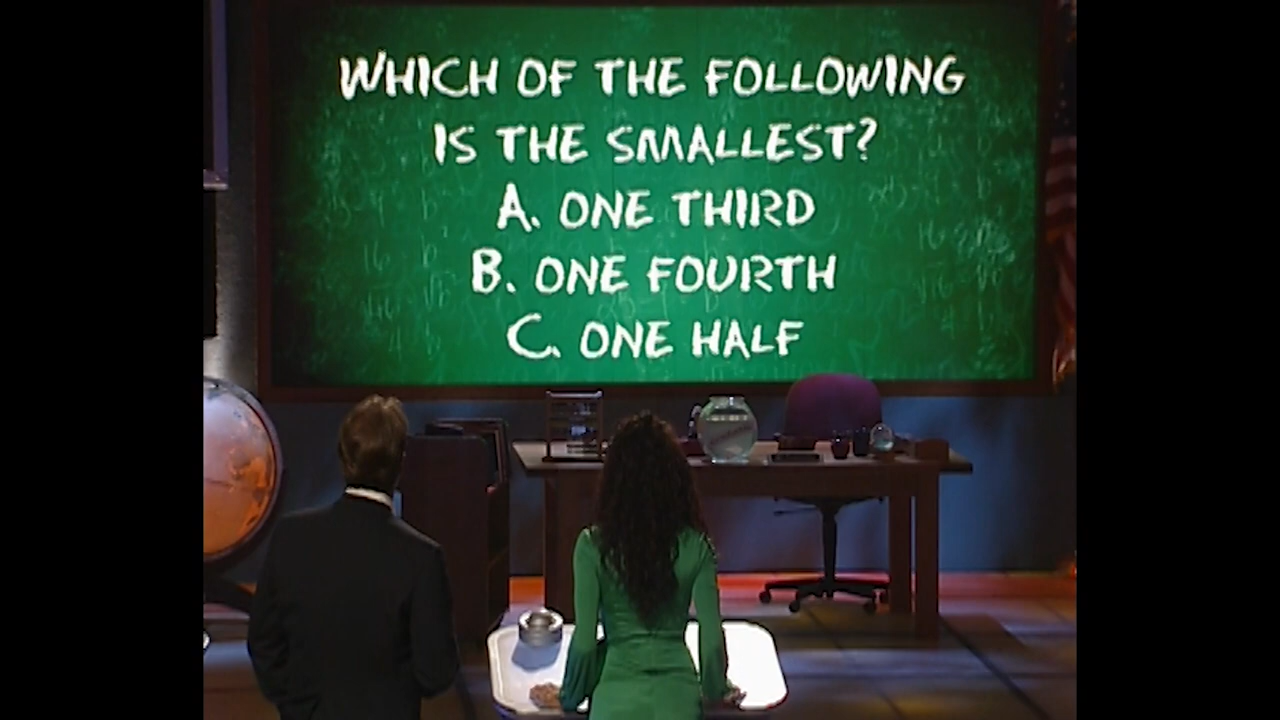 WHICH OF THE FOLLOWING
IS THE SMALLEST?
A. ONE THIRD
B. ONE FOURTH
C. ONE HALF